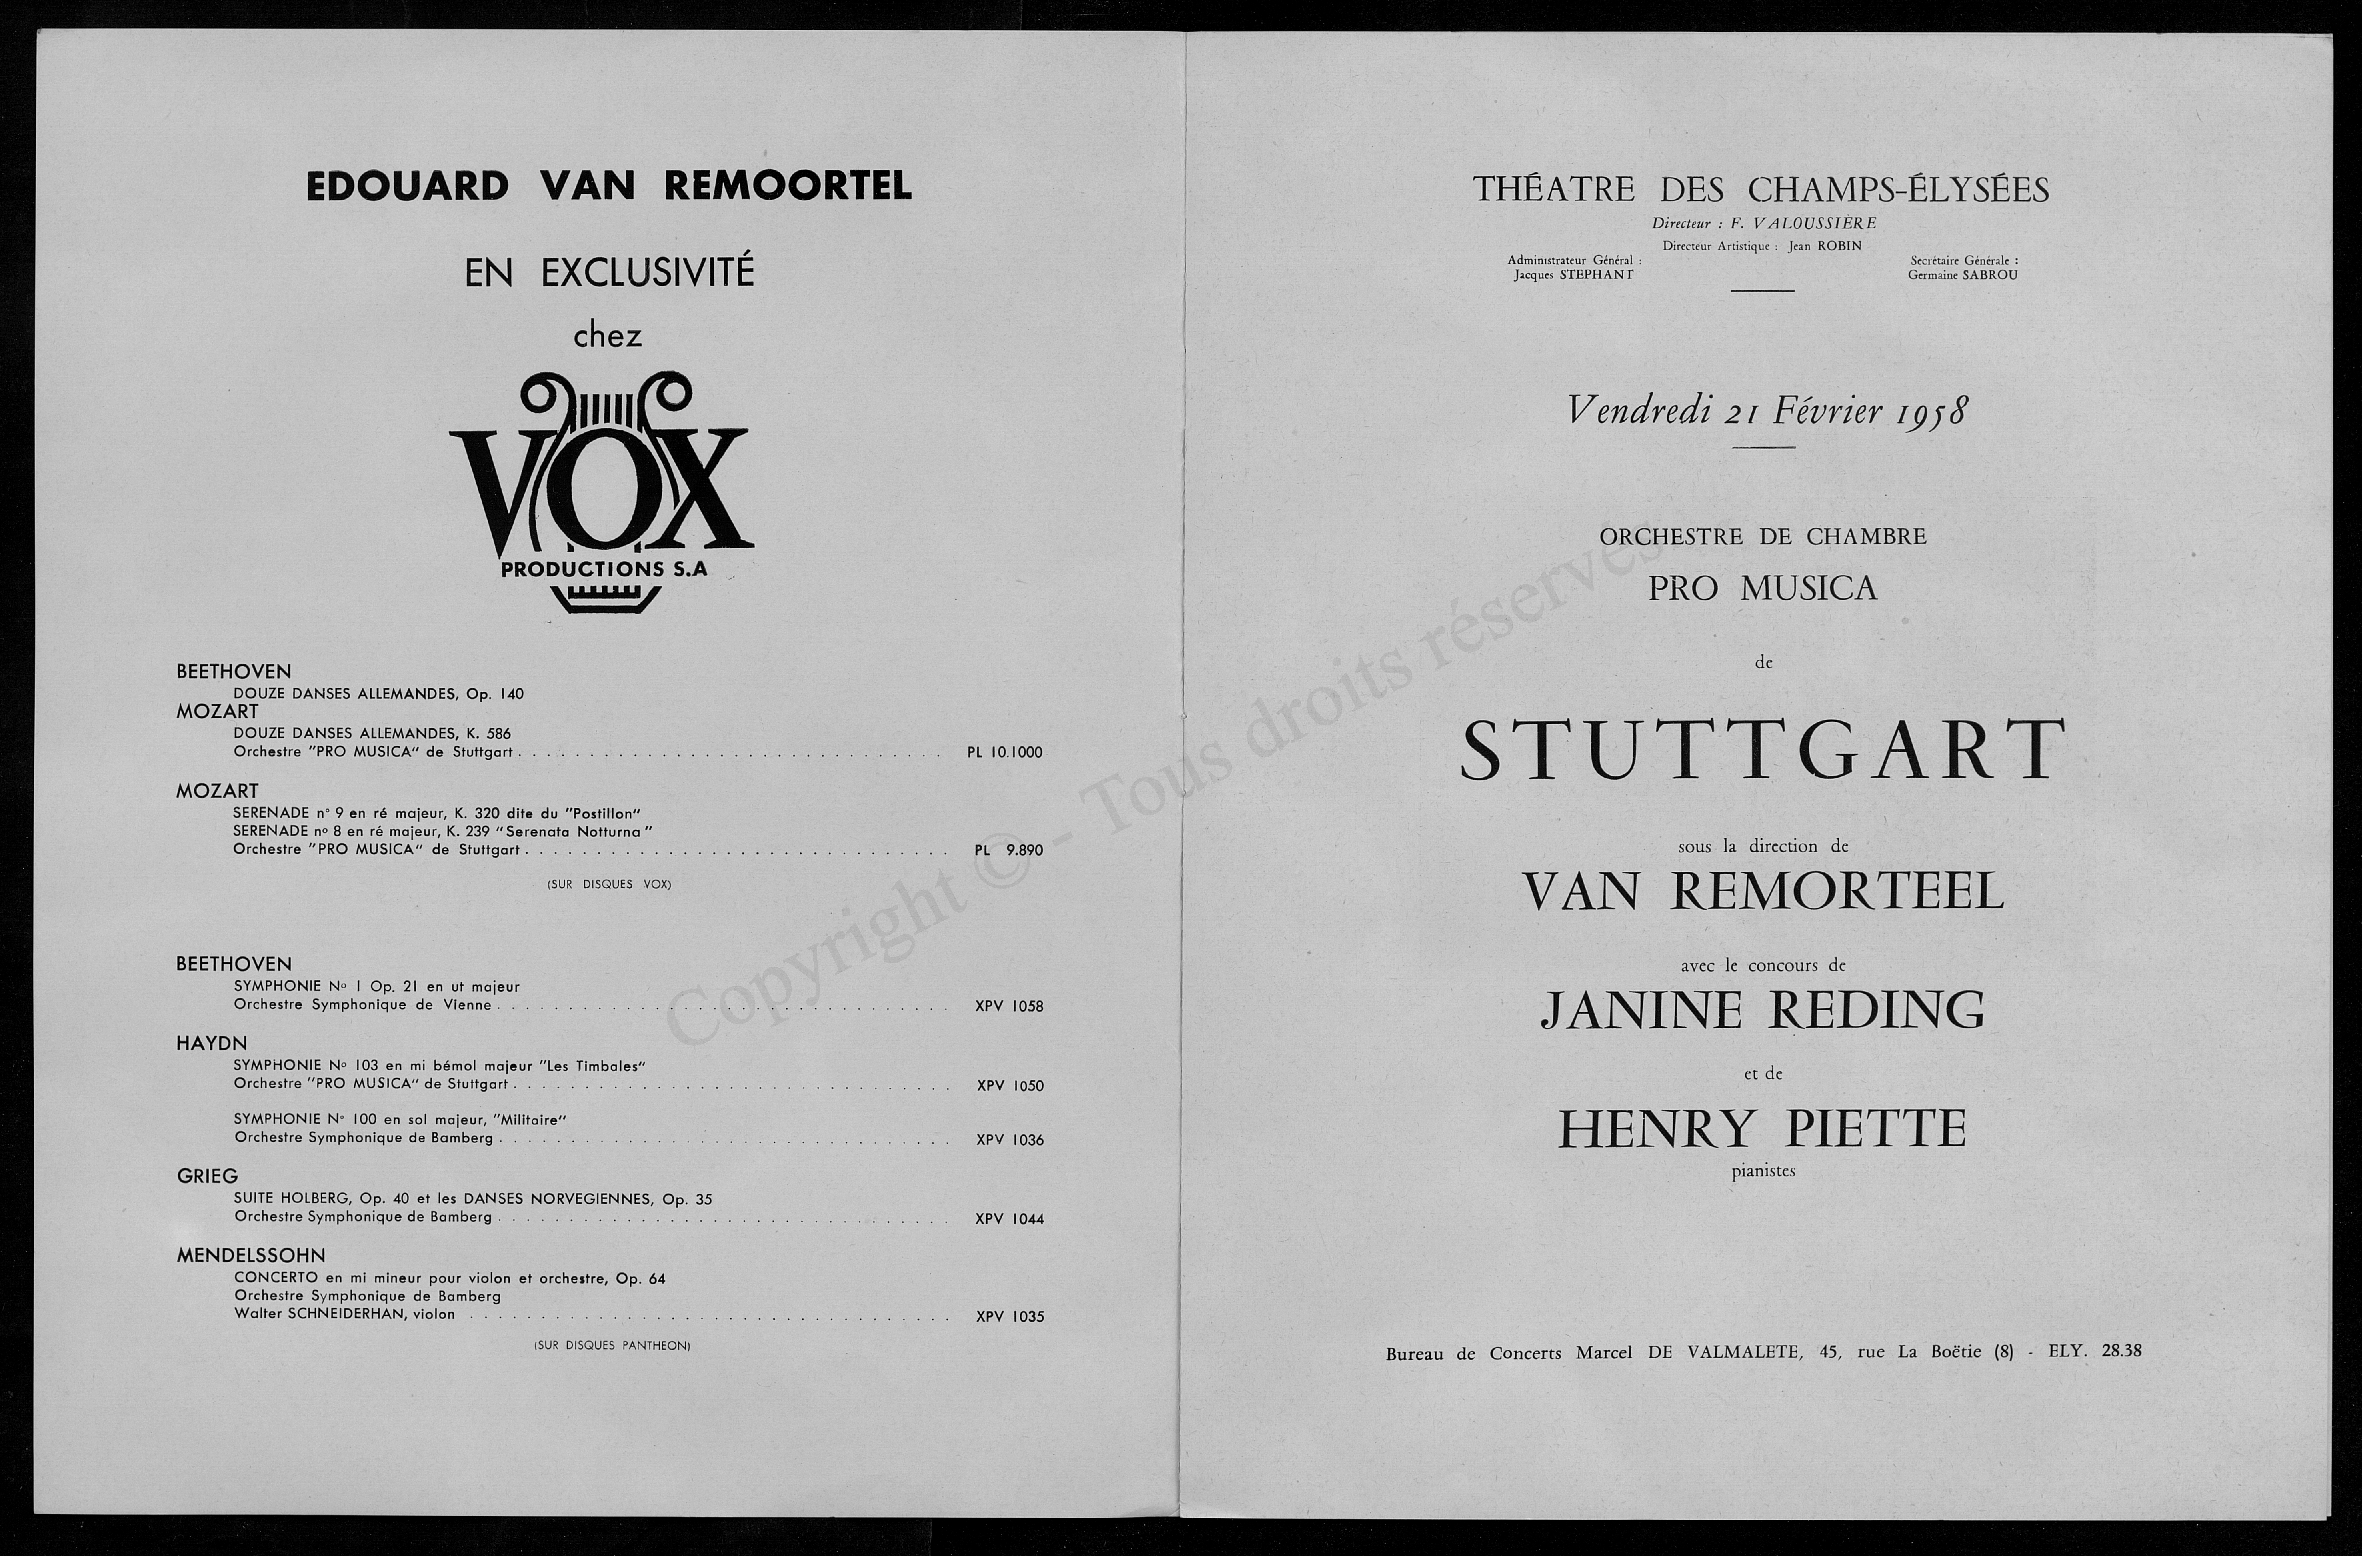 EDOUARD VAN REMOORTEL
EN EXCLUSIVITÉ
chez
VOX
PRODUCTIONS S.A
BEETHOVEN
DOUZE DANSES ALLEMANDES, Op. 140
MOZART
DOUZE DANSES ALLEMANDES, K. 586
Orchestre "PRO MUSICA" de Stuttgart . . . . . . . . . . . . . . . . . . . . . . . . . . . . . . PL 10.1000
MOZART
SERENADE n° 9 en ré majeur, K. 320 dite du "Postillon"
SERENADE nº 8 en ré majeur, K. 239 "Serenata Notturna"
Orchestre "PRO MUSICA" de Stuttgart . . . . . . . . . . . . . . . . . . . . . . . . . . . . . . PL 9.890
(SUR DISQUES VOX)
BEETHOVEN
SYMPHONIE Nº 1 Op. 21 en ut majeur
Orchestre Symphonique de Vienne . . . . . . . . . . . . . . . . . . . . . . . . . . . . . . . . XPV 1058
HAYDN
SYMPHONIE Nº 103 en mi bémol majeur "Les Timbales"
Orchestre "PRO MUSICA" de Stuttgart . . . . . . . . . . . . . . . . . . . . . . . . . . . . . . . XPV 1050
SYMPHONIE N° 100 en sol majeur, "Militaire"
Orchestre Symphonique de Bamberg . . . . . . . . . . . . . . . . . . . . . . . . . . . . . . . . XPV 1036
GRIEG
SUITE HOLBERG, Op. 40 et les DANSES NORVEGIENNES, Op. 35
Orchestre Symphonique de Bamberg . . . . . . . . . . . . . . . . . . . . . . . . . . . . . . . . XPV 1044
MENDELSSOHN
CONCERTO en mi mineur pour violon et orchestre, Op. 64
Orchestre Symphonique de Bamberg
Walter SCHNEIDERHAN, violon . . . . . . . . . . . . . . . . . . . . . . . . . . . . . . . . . . XPV 1035
(SUR DISQUES PANTHEON)
THÉATRE DES CHAMPS-ÉLYSÉES
Directeur : F. VALOUSSIÈRE
Directeur Artistique : Jean ROBIN
Administrateur Général : Secrétaire Générale :
Jacques STEPHANT Germaine SABROU
Vendredi 21 Février 1958
ORCHESTRE DE CHAMBRE
PRO MUSICA
de
STUTTGART
sous la direction de
VAN REMORTEEL
avec le concours de
JANINE REDING
et de
HENRY PIETTE
pianistes
Bureau de Concerts Marcel DE VALMALETE, 45, rue La Boëtie (8) - ELY. 28.38
Copyright © - Tous droits réservés